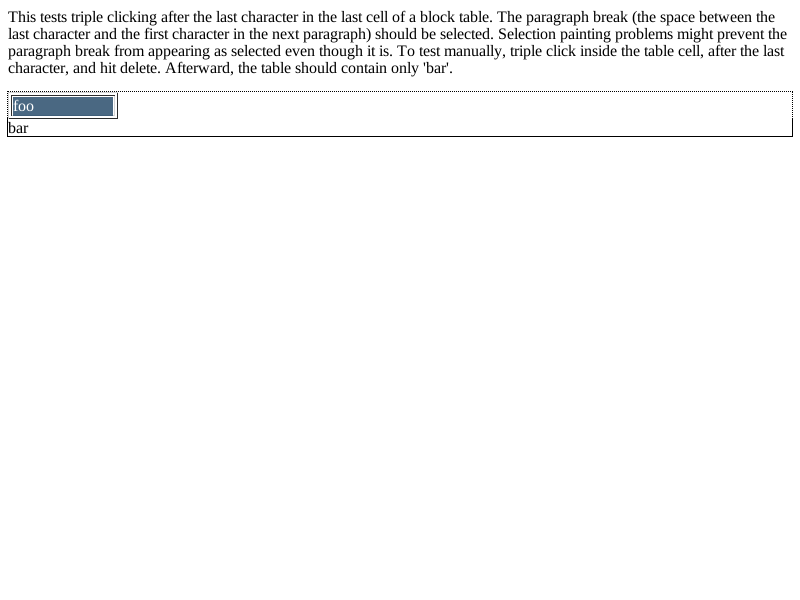 This tests triple clicking after the last character in the last cell of a block table. The paragraph break (the space between the
last character and the first character in the next paragraph) should be selected. Selection painting problems might prevent the
paragraph break from appearing as selected even though it is. To test manually, triple click inside the table cell, after the last
character, and hit delete. Afterward, the table should contain only 'bar'.
foo
bar